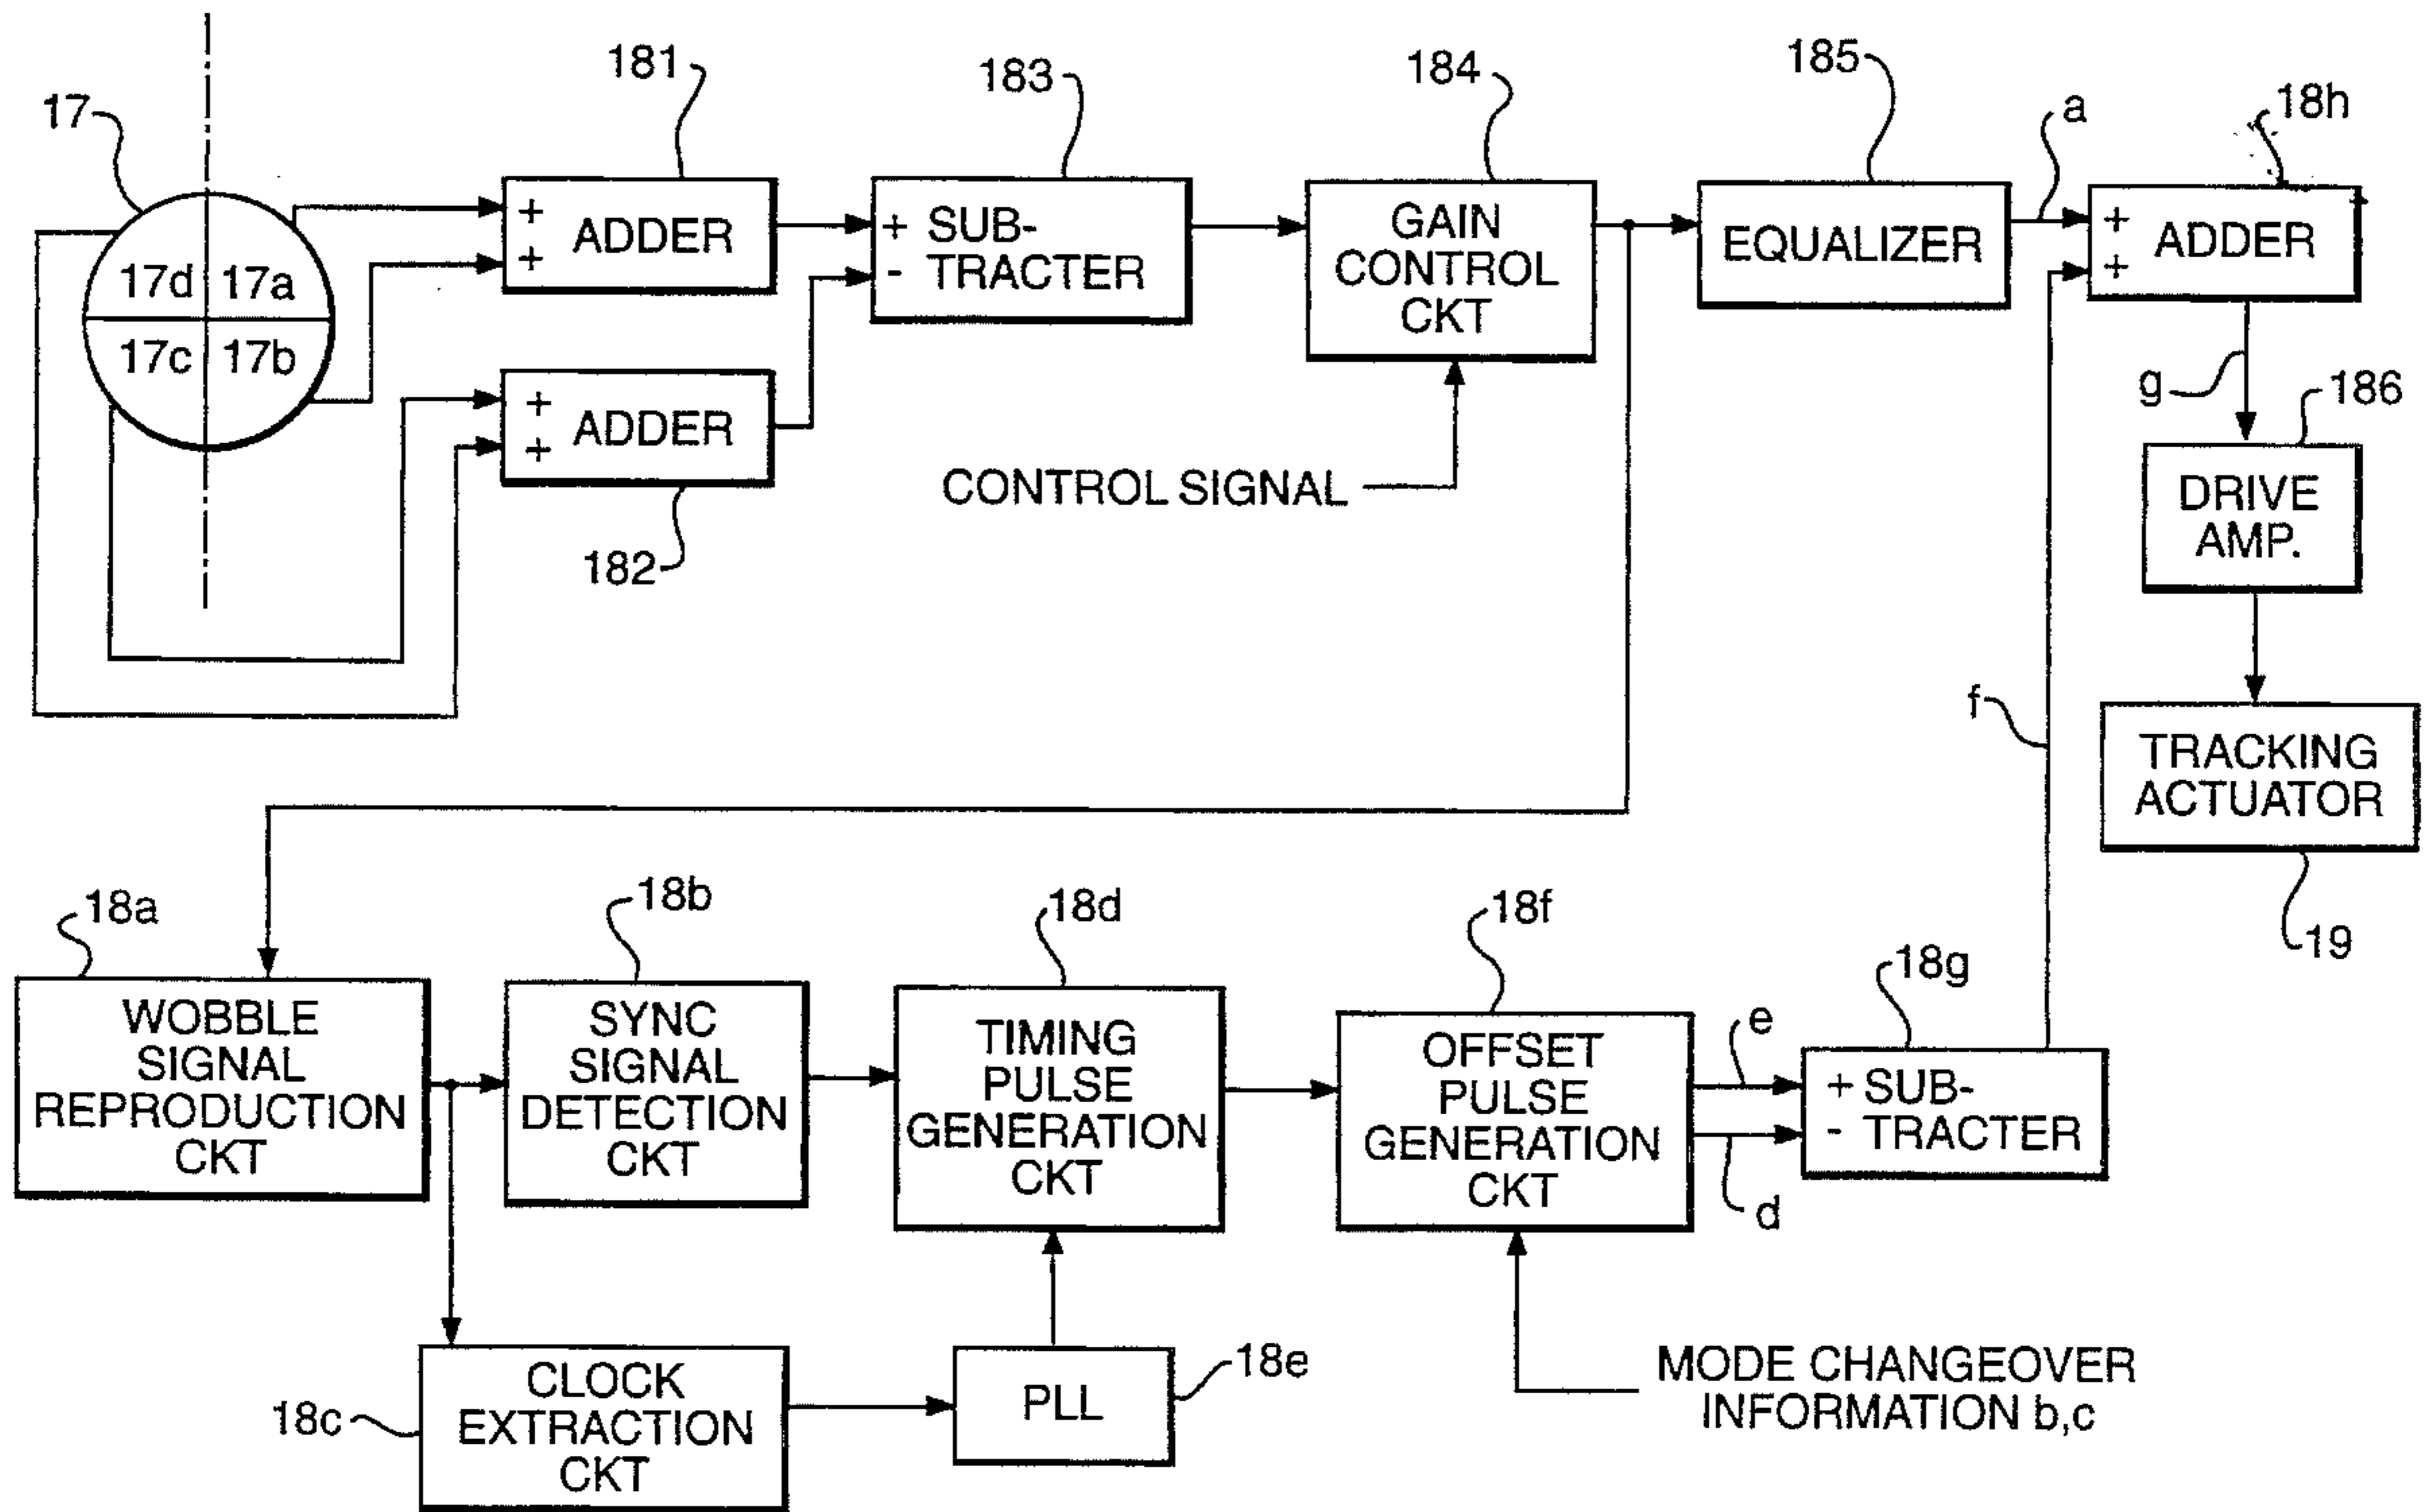 17
181
183
184
185
a
18h
17d 17a
17c 17b
+
+
ADDER
+ SUB-
- TRACTER
GAIN
CONTROL
CKT
EQUALIZER
+
+
ADDER
+
+
ADDER
182
CONTROL SIGNAL
g
186
DRIVE
AMP.
f
TRACKING
ACTUATOR
19
18a
18b
18d
18f
18g
WOBBLE
SIGNAL
REPRODUCTION
CKT
SYNC
SIGNAL
DETECTION
CKT
TIMING
PULSE
GENERATION
CKT
OFFSET
PULSE
GENERATION
CKT
e
d
+ SUB-
- TRACTER
18c
CLOCK
EXTRACTION
CKT
PLL
18e
MODE CHANGEOVER
INFORMATION b,c